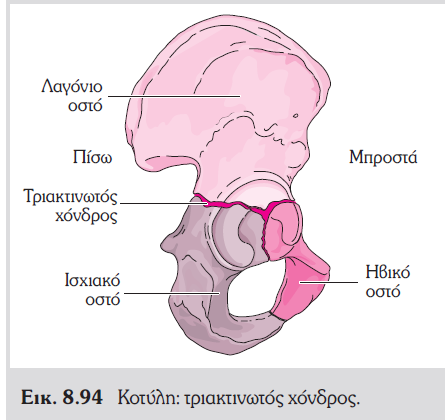 Λαγόνιο
οστό
Πίσω
Μπροστά
Τριακτινωτός
χόνδρος
Ισχιακό
οστό
Ηβικό
οστό
Εικ. 8.94 Κοτύλη: τριακτινωτός χόνδρος.